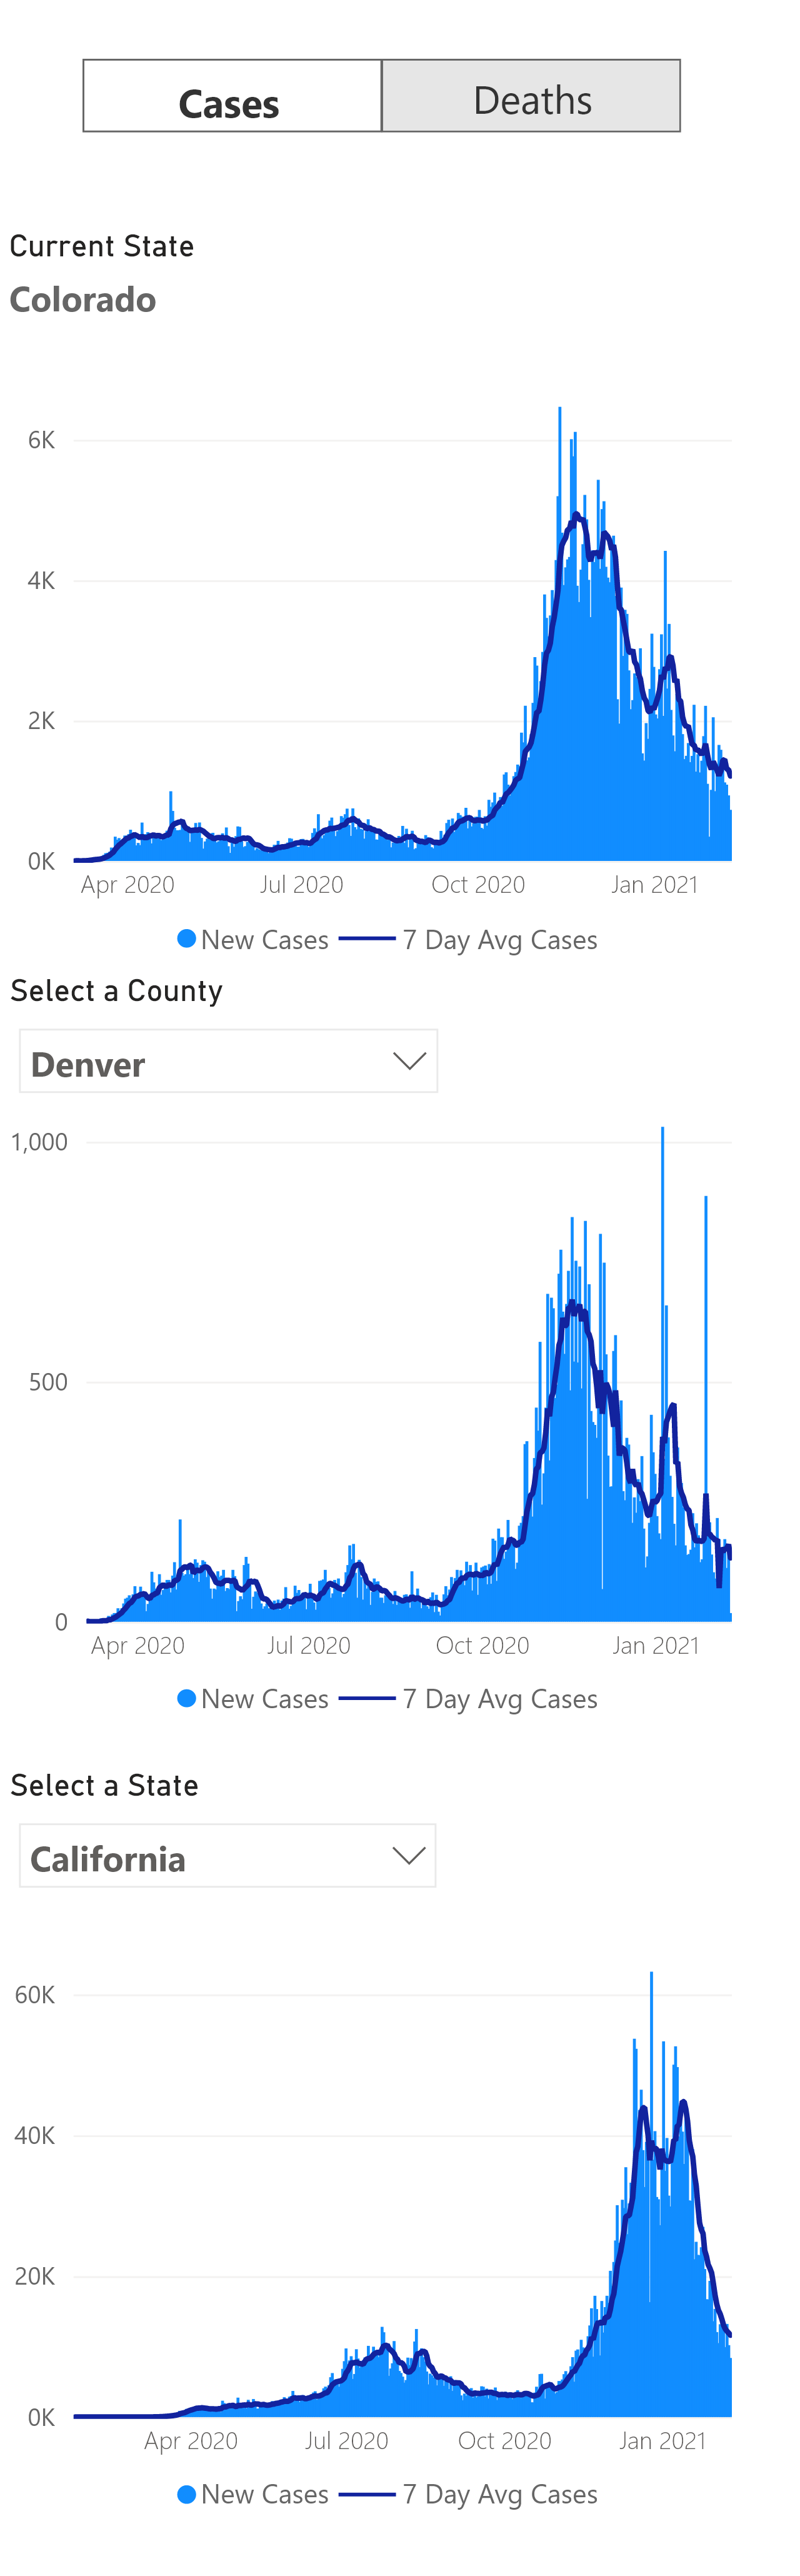 Cases Deaths
Current State
Colorado
6K
4K
2K
0K
Apr 2020 Jul 2020 Oct 2020 Jan 2021
New Cases 7 Day Avg Cases
Select a County
Denver
1,000
500
0
Apr 2020 Jul 2020 Oct 2020 Jan 2021
New Cases 7 Day Avg Cases
Select a State
California
60K
40K
20K
0K
Apr 2020 Jul 2020 Oct 2020 Jan 2021
New Cases 7 Day Avg Cases